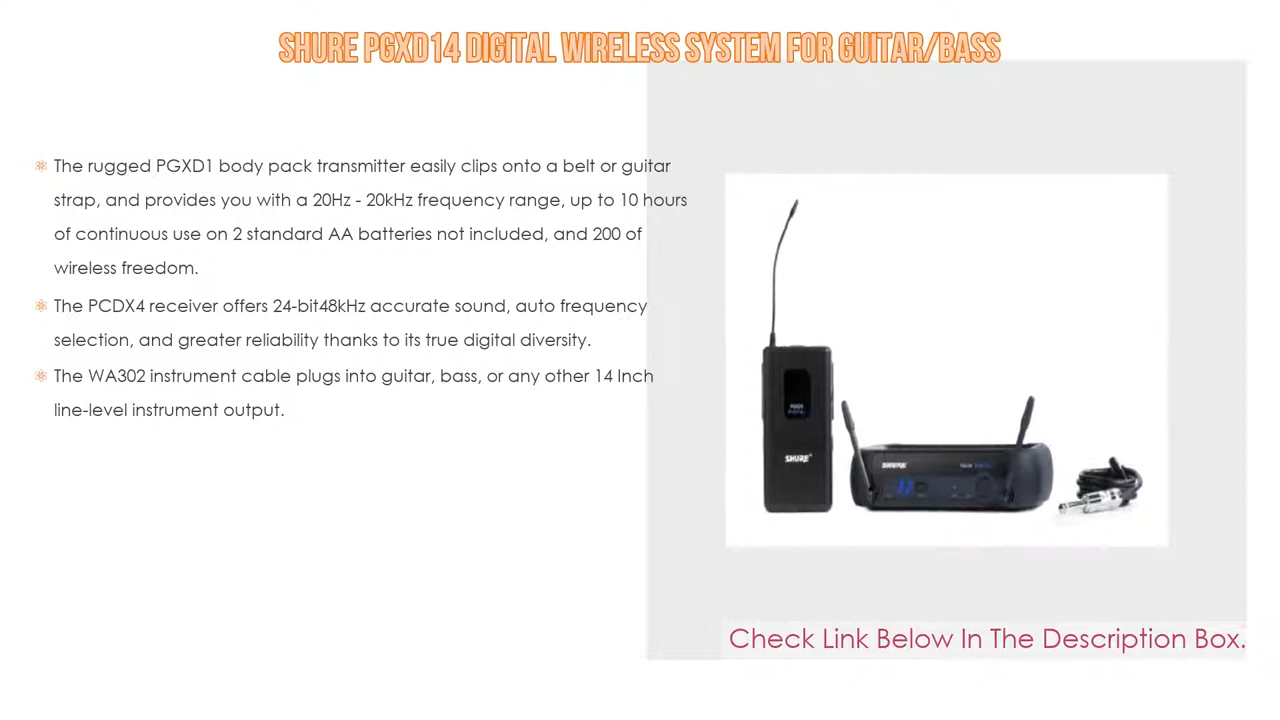 SHURE PGXD14 DIGITAL WIRELESS SYSTEM FOR GUITAR/BASS
The rugged PGXD1 body pack transmitter easily clips onto a belt or guitar
strap, and provides you with a 20Hz - 20kHz frequency range, up to 10 hours
of continuous use on 2 standard AA batteries not included, and 200 of
wireless freedom.
The PCDX4 receiver offers 24-bit48kHz accurate sound, auto frequency
selection, and greater reliability thanks to its true digital diversity.
The WA302 instrument cable plugs into guitar, bass, or any other 14 Inch
line-level instrument output.
SHURE
SHURE
12
Check Link Below In The Description Box.